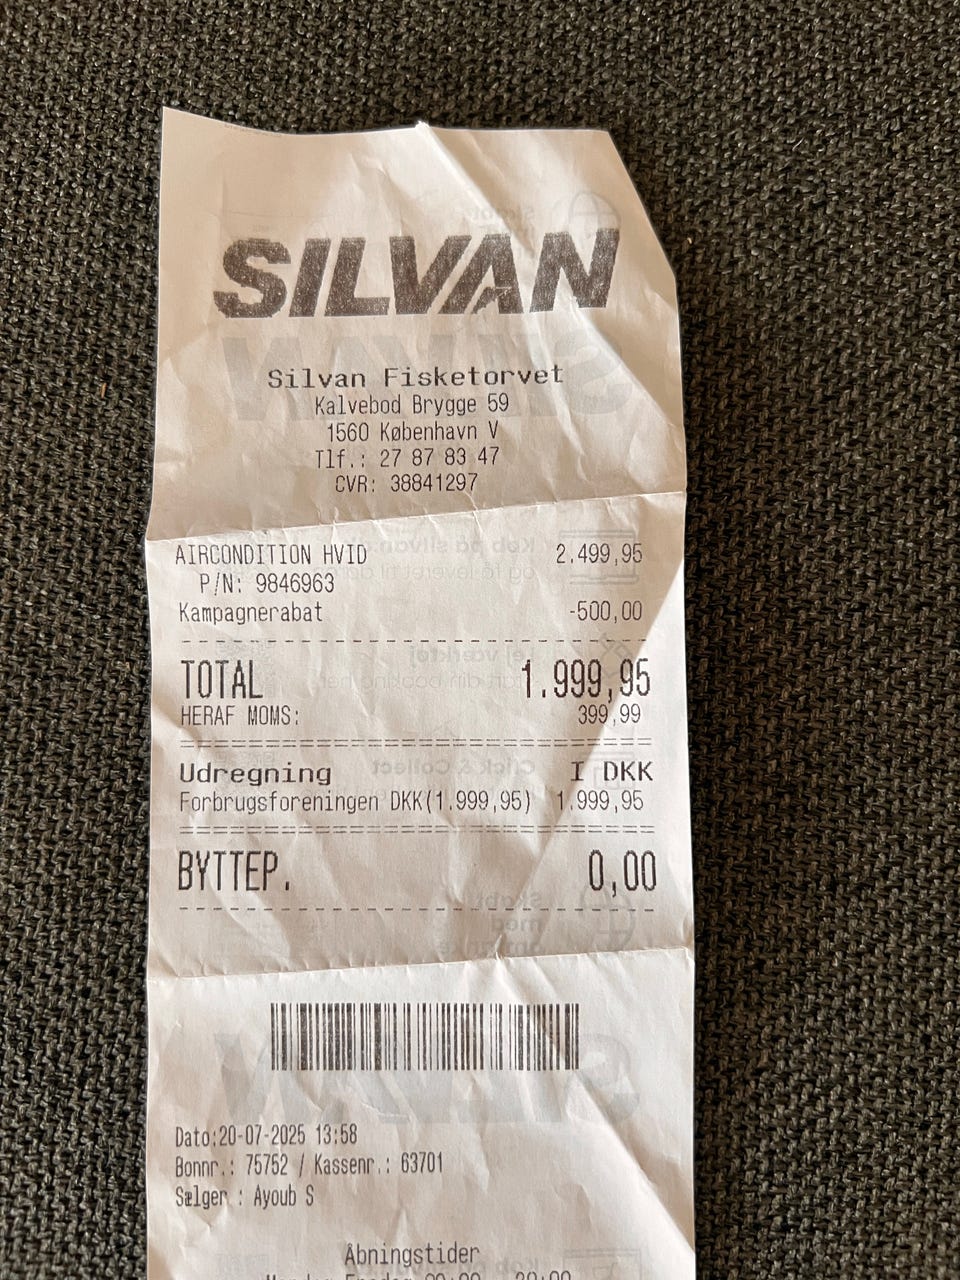 SILVAN
Silvan Fisketorvet
Kalvebod Brygge 59
1560 København V
Tlf.: 27 87 83 47
CVR: 38841297
AIRCONDITION HVID 2.499,95
P/N: 9846963
Kampagnerabat -500,00
TOTAL 1.999,95
HERAF MOMS: 399,99
Udregning I DKK
Forbrugsforeningen DKK(1.999,95) 1.999,95
BYTTEP. 0,00
Dato:20-07-2025 13:58
Bonnr.: 75752 / Kassenr.: 63701
Sælger : Ayoub S
Åbningstider